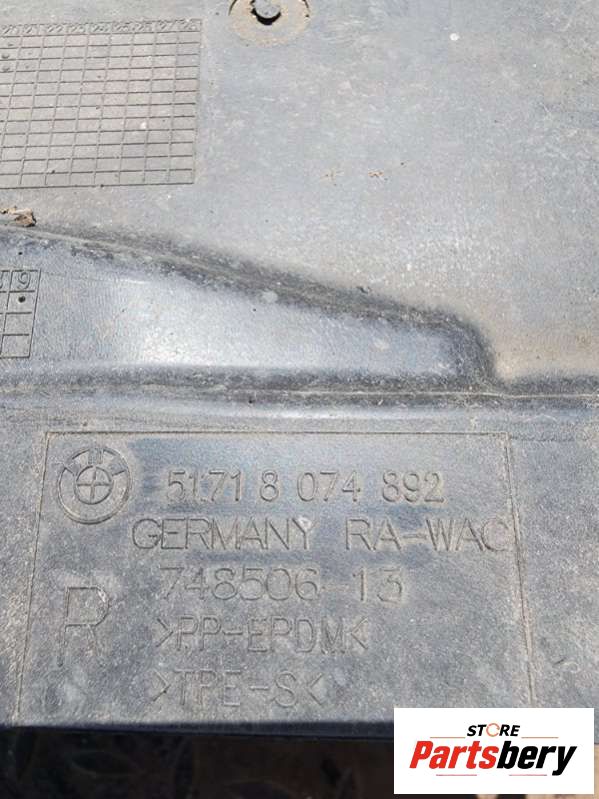 51.71 8 074 892
GERMANY RA-WAC
748506-13
R
>PP-EPDM<
>TPE-S<
STORE
Partsbery